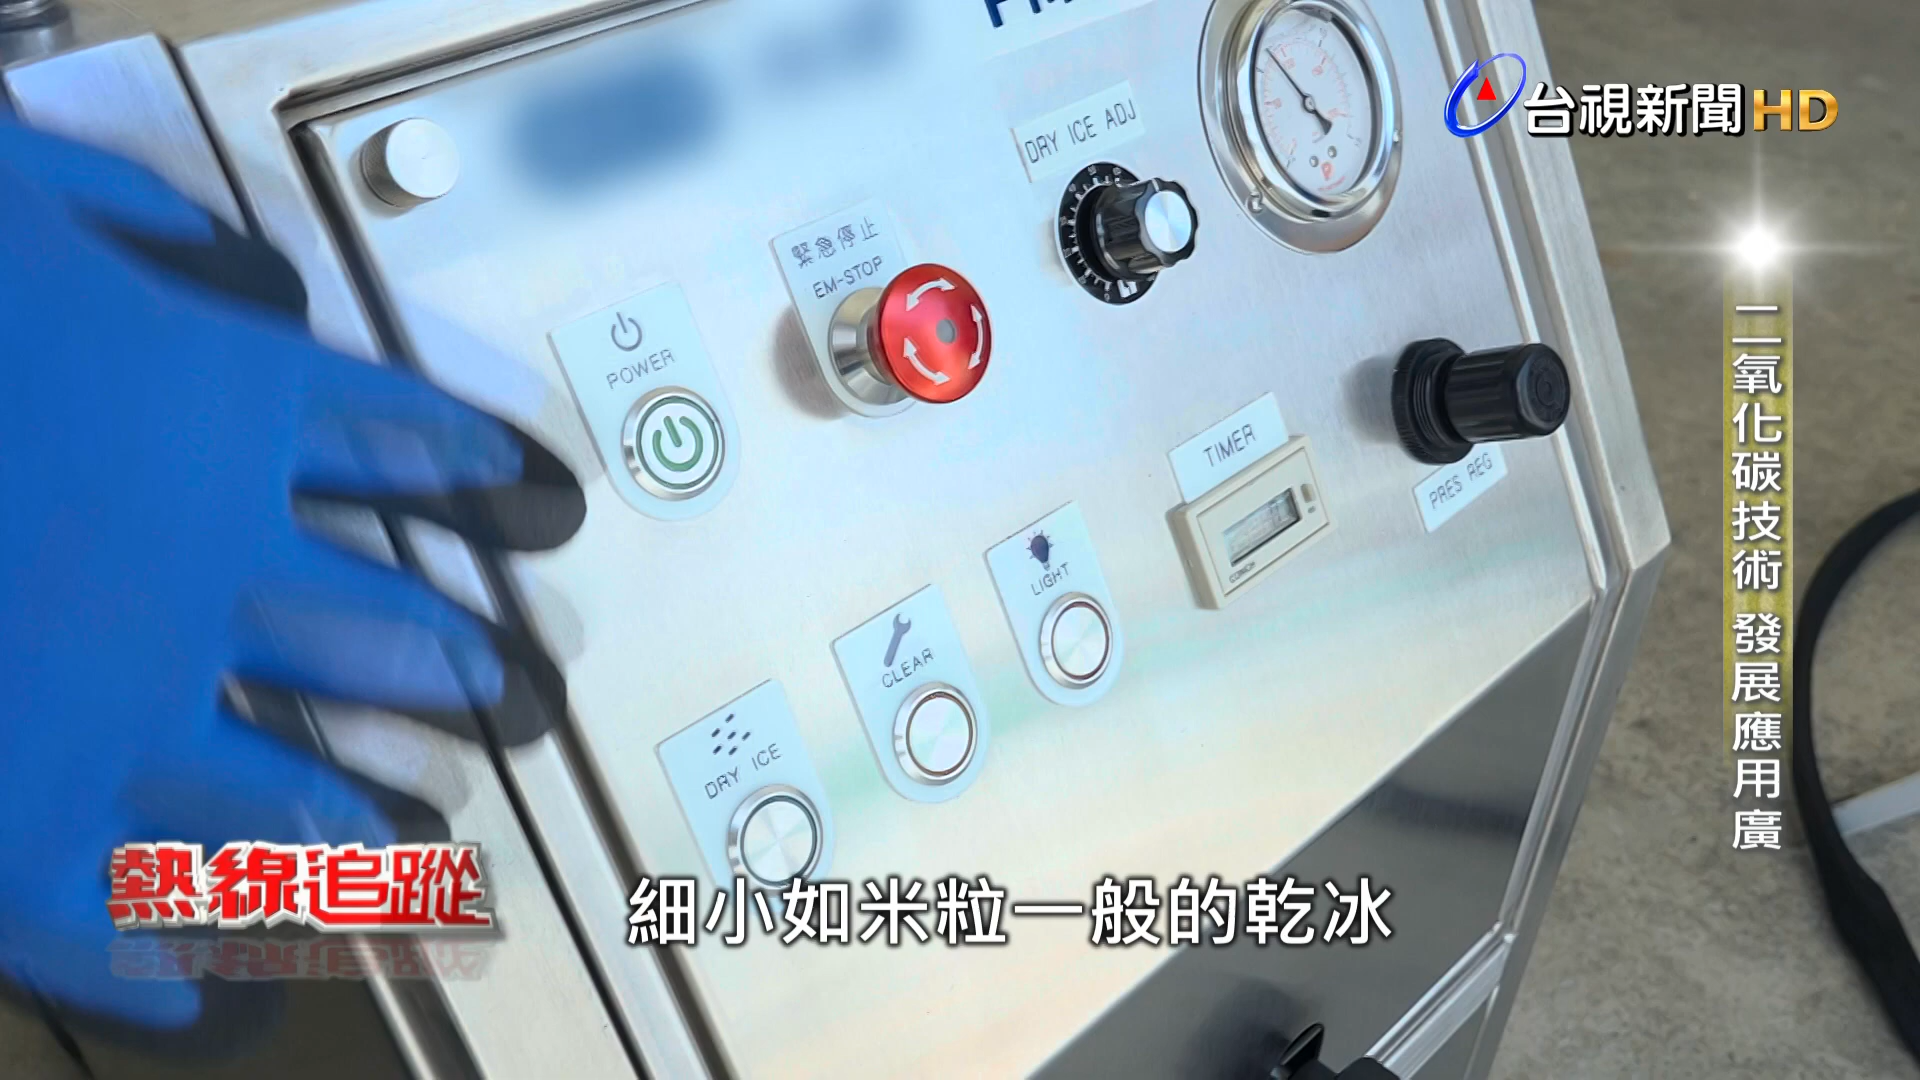 台視新聞HD
DRY ICE ADJ
緊急停止
EM-STOP
POWER
TIMER
PRES REG
LIGHT
CLEAR
DRY ICE
二氧化碳技術 發展應用廣
熱線追蹤
細小如米粒一般的乾冰